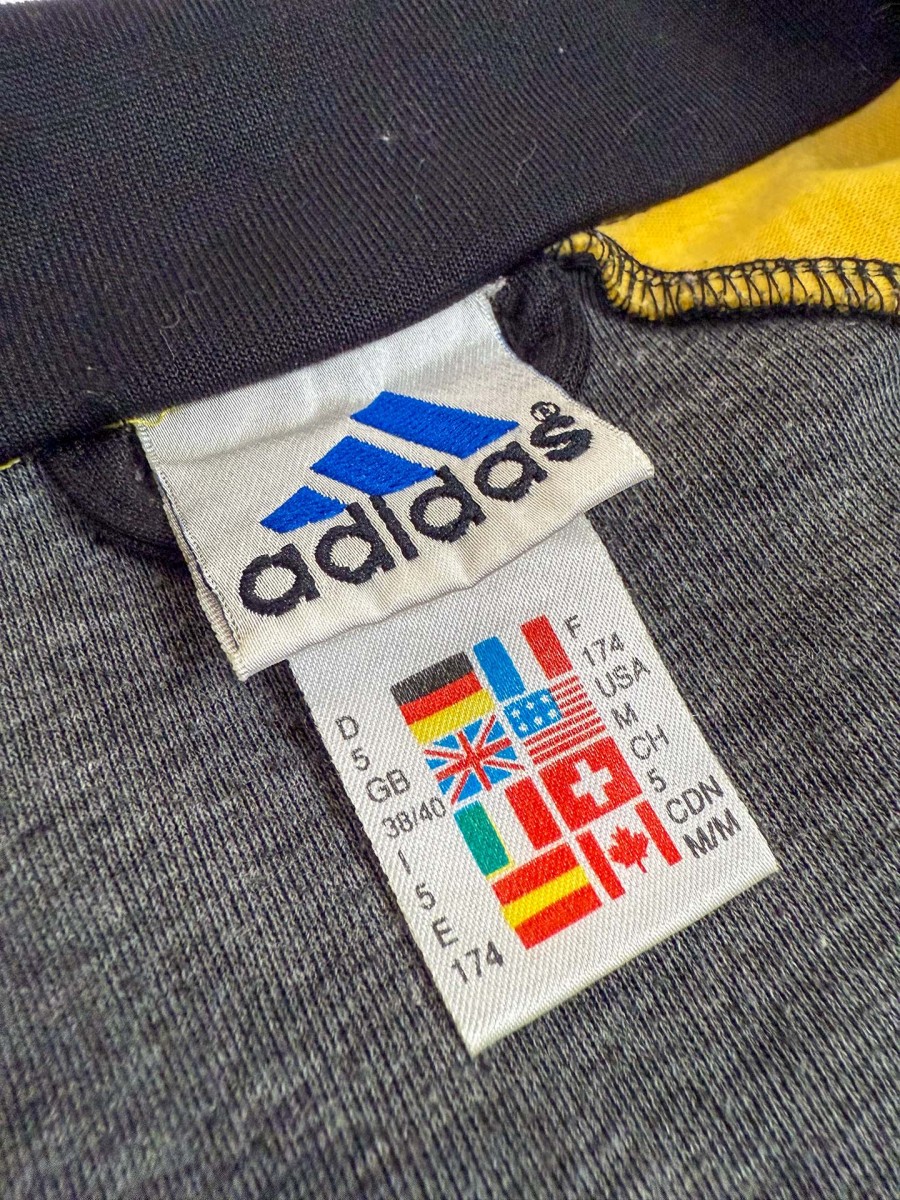 adidas®
D
5
GB
38/40
I
5
E
174
F
174
USA
M
CH
5
CDN
M/M